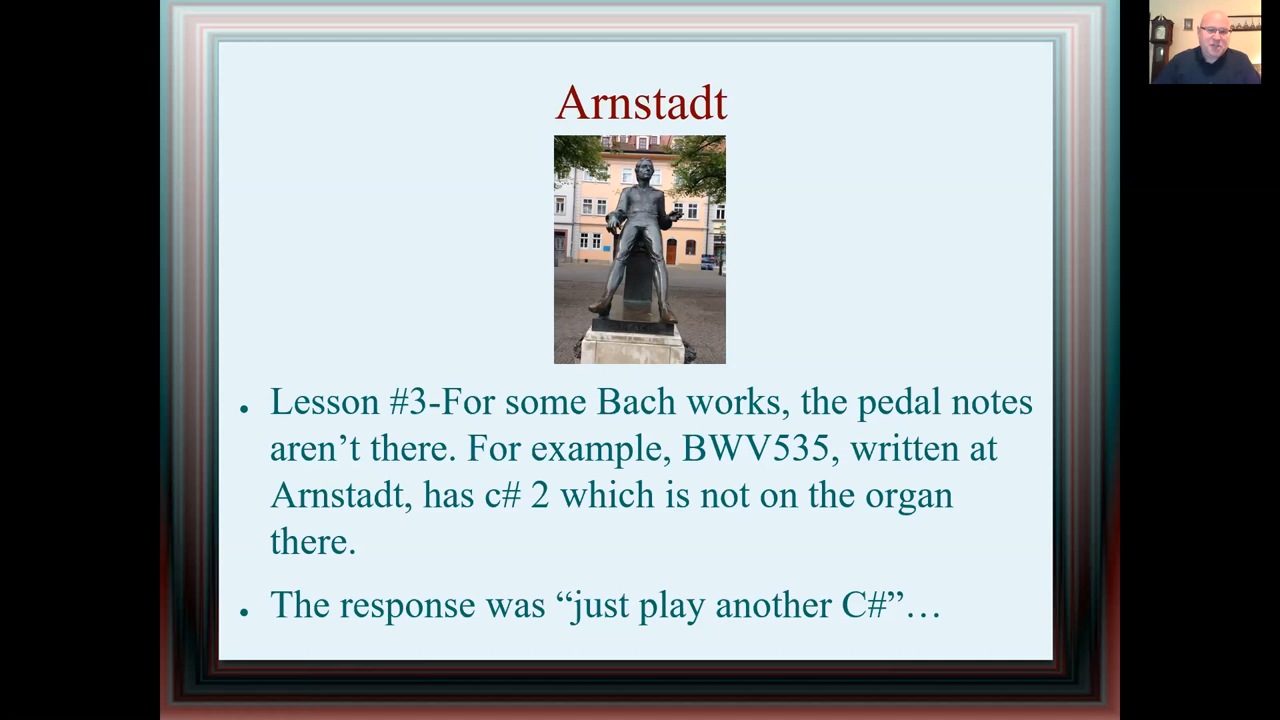 Arnstadt
• Lesson #3-For some Bach works, the pedal notes
aren’t there. For example, BWV535, written at
Arnstadt, has c# 2 which is not on the organ
there.
• The response was “just play another C#”…